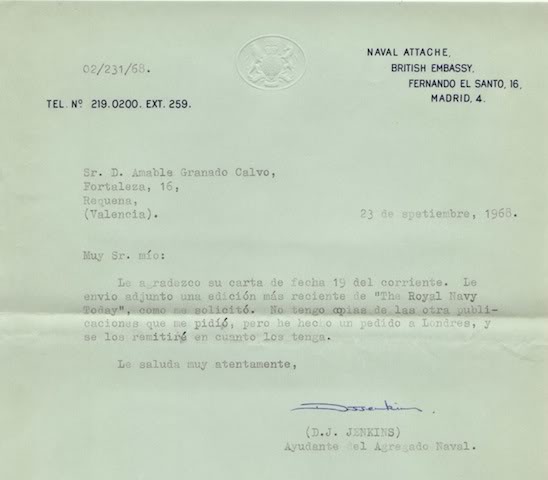 NAVAL ATTACHE,
BRITISH EMBASSY,
FERNANDO EL SANTO, 16,
MADRID, 4.
02/231/68.
TEL. Nº 219.0200. EXT. 259.
Sr. D. Amable Granado Calvo,
Fortaleza, 16,
Requena,
(Valencia).
23 de spetiembre, 1968.
Muy Sr. mío:
Le agradezco su carta de fecha 19 del corriente. Le
envio adjunto una edición más reciente de "The Royal Navy
Today", como me solicitó. No tengo copias de las otra publi-
caciones que me pidió, pero he hecho un pedido a Londres, y
se los remitiré en cuanto los tenga.
Le saluda muy atentamente,
DJJenkins.
(D.J. JENKINS)
Ayudante del Agregado Naval.